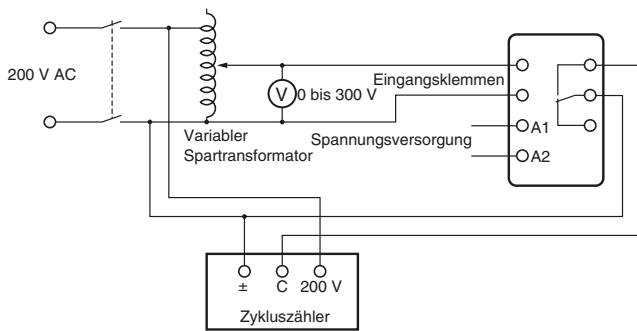 200 V AC
V
0 bis 300 V
Eingangsklemmen
Variabler
Spartransformator
Spannungsversorgung
A1
A2
± C 200 V
Zykluszähler